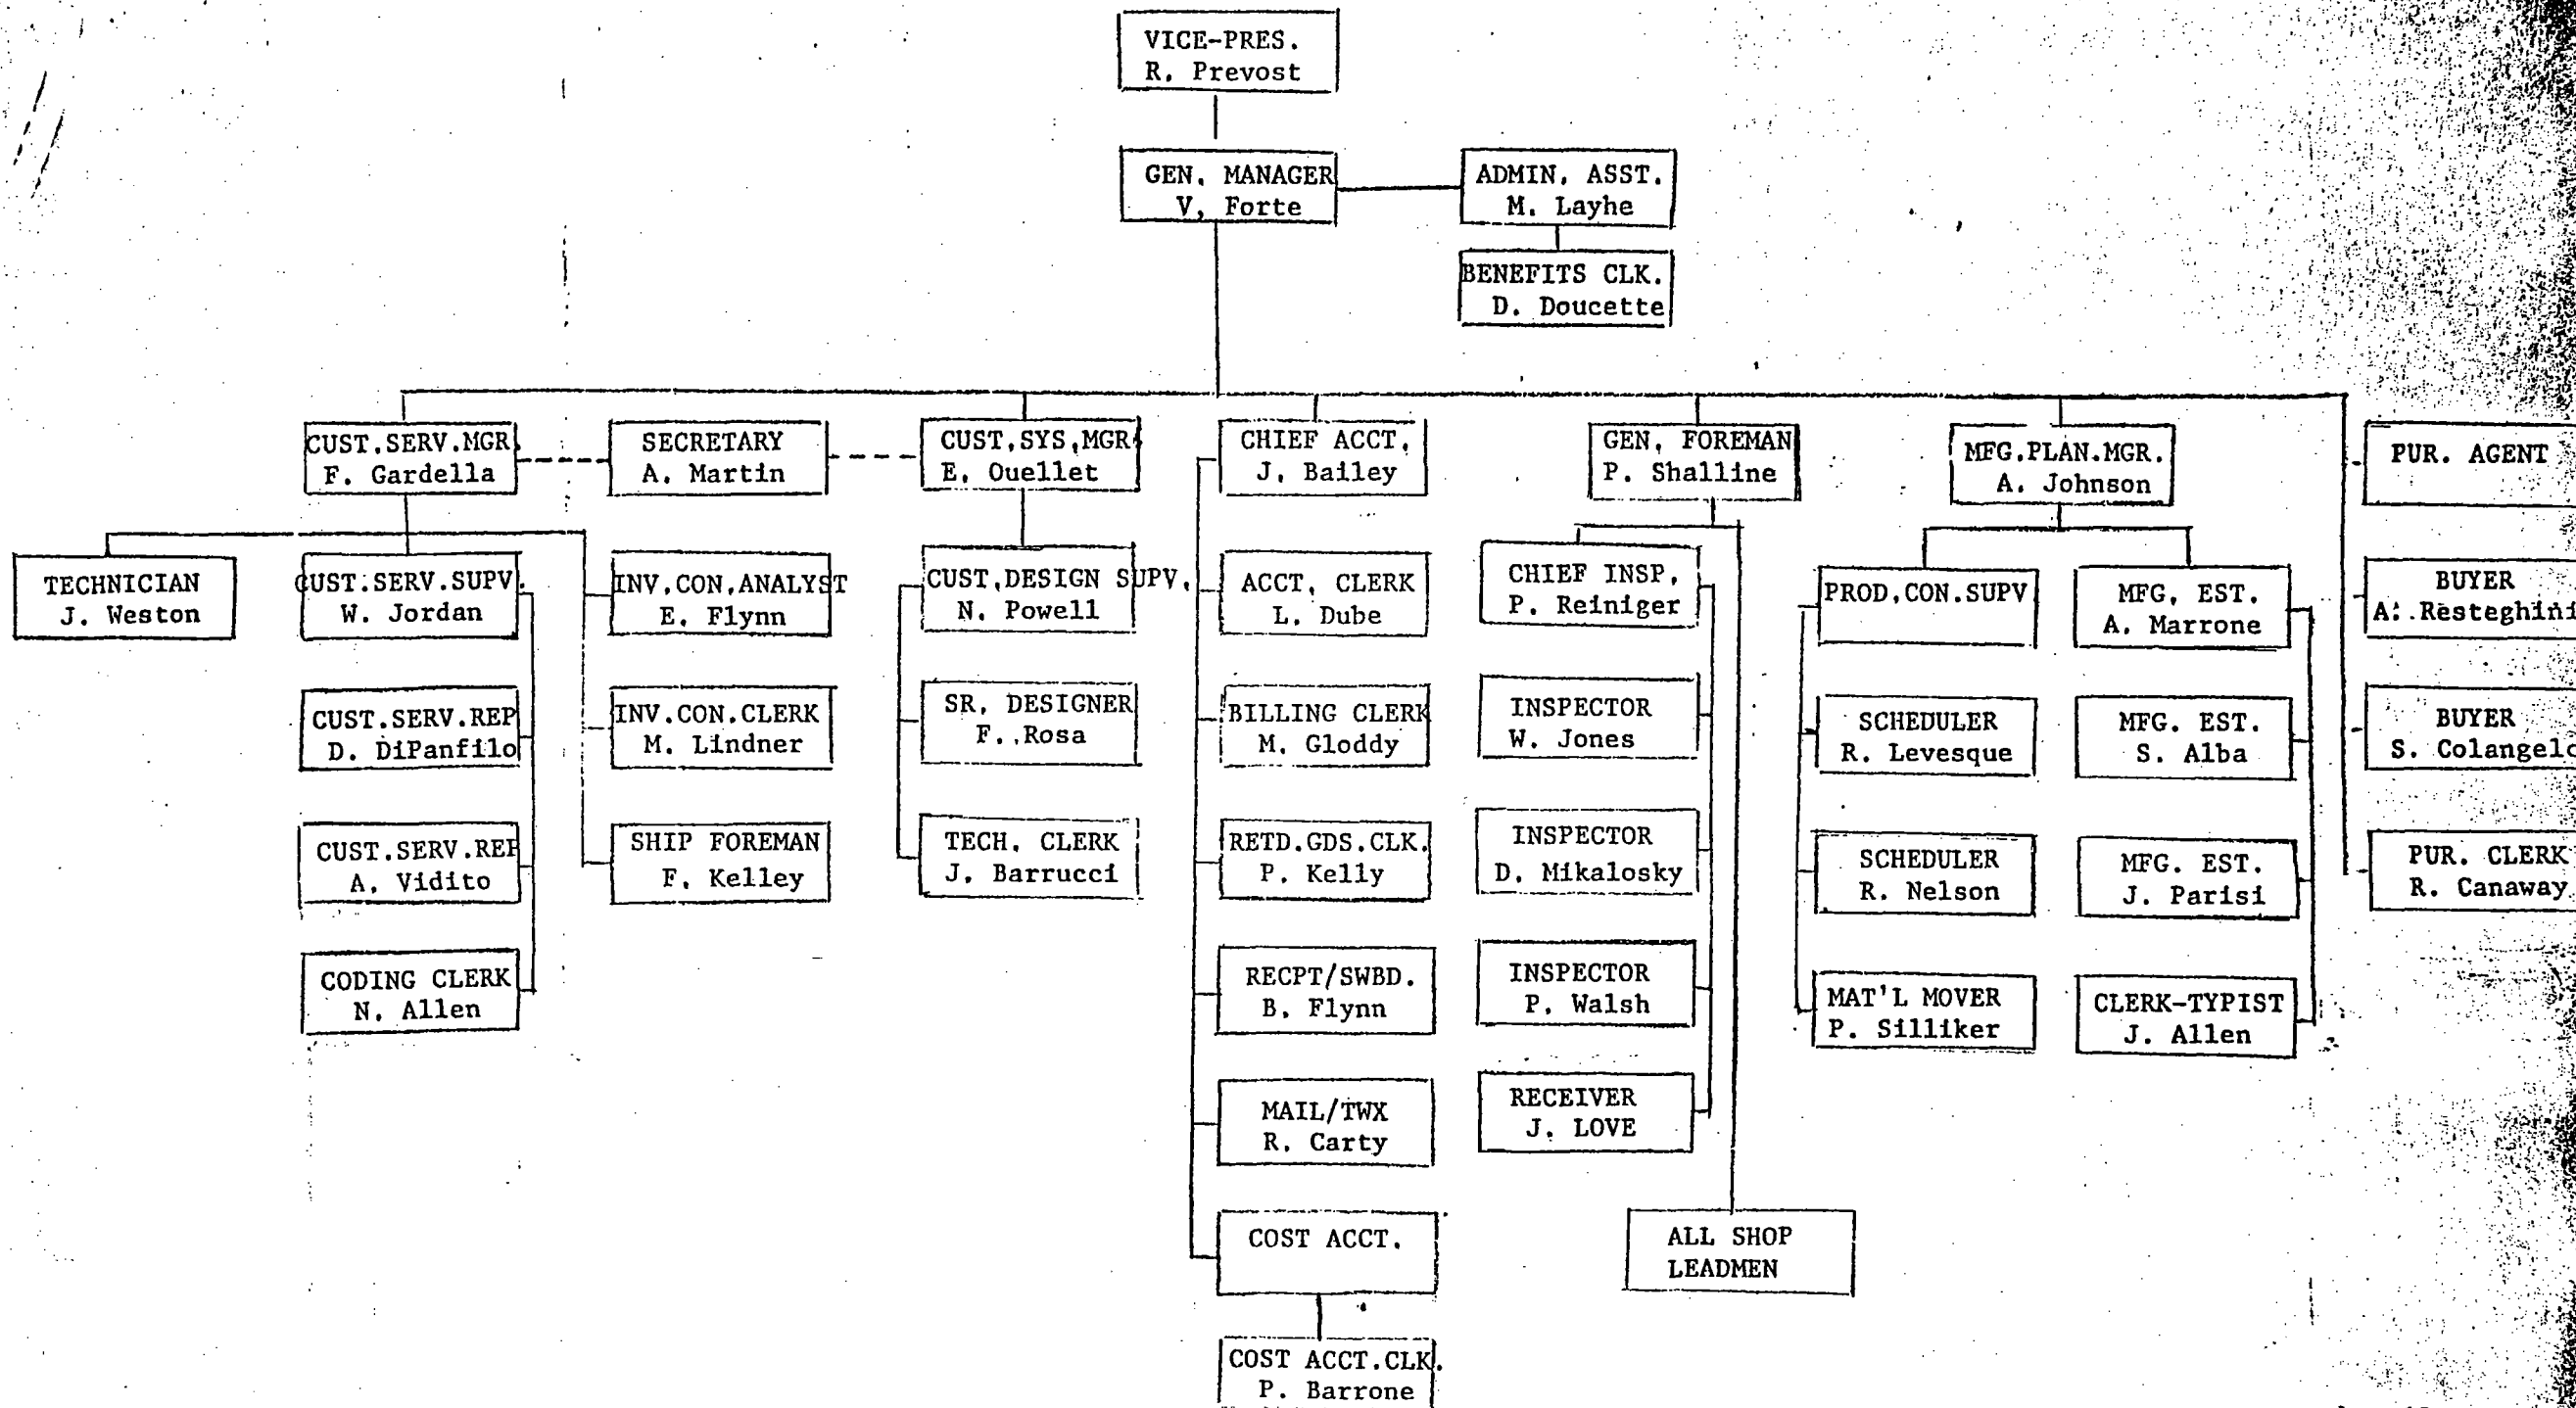 VICE-PRES.
R. Prevost
GEN. MANAGER
V. Forte
ADMIN. ASST.
M. Layhe
BENEFITS CLK.
D. Doucette
CUST.SERV.MGR.
F. Gardella
SECRETARY
A. Martin
CUST.SYS.MGR.
E. Ouellet
CHIEF ACCT.
J. Bailey
GEN. FOREMAN
P. Shalline
MFG.PLAN.MGR.
A. Johnson
PUR. AGENT
TECHNICIAN
J. Weston
CUST.SERV.SUPV.
W. Jordan
INV.CON.ANALYST
E. Flynn
CUST.DESIGN SUPV.
N. Powell
ACCT. CLERK
L. Dube
CHIEF INSP.
P. Reiniger
PROD.CON.SUPV
MFG. EST.
A. Marrone
BUYER
A. Resteghini
CUST.SERV.REP
D. DiPanfilo
INV.CON.CLERK
M. Lindner
SR. DESIGNER
F. Rosa
BILLING CLERK
M. Gloddy
INSPECTOR
W. Jones
SCHEDULER
R. Levesque
MFG. EST.
S. Alba
BUYER
S. Colangelo
CUST.SERV.REP
A. Vidito
SHIP FOREMAN
F. Kelley
TECH. CLERK
J. Barrucci
RETD.GDS.CLK.
P. Kelly
INSPECTOR
D. Mikalosky
SCHEDULER
R. Nelson
MFG. EST.
J. Parisi
PUR. CLERK
R. Canaway
CODING CLERK
N. Allen
RECPT/SWBD.
B. Flynn
INSPECTOR
P. Walsh
MAT'L MOVER
P. Silliker
CLERK-TYPIST
J. Allen
MAIL/TWX
R. Carty
RECEIVER
J. LOVE
COST ACCT.
ALL SHOP
LEADMEN
COST ACCT.CLK.
P. Barrone